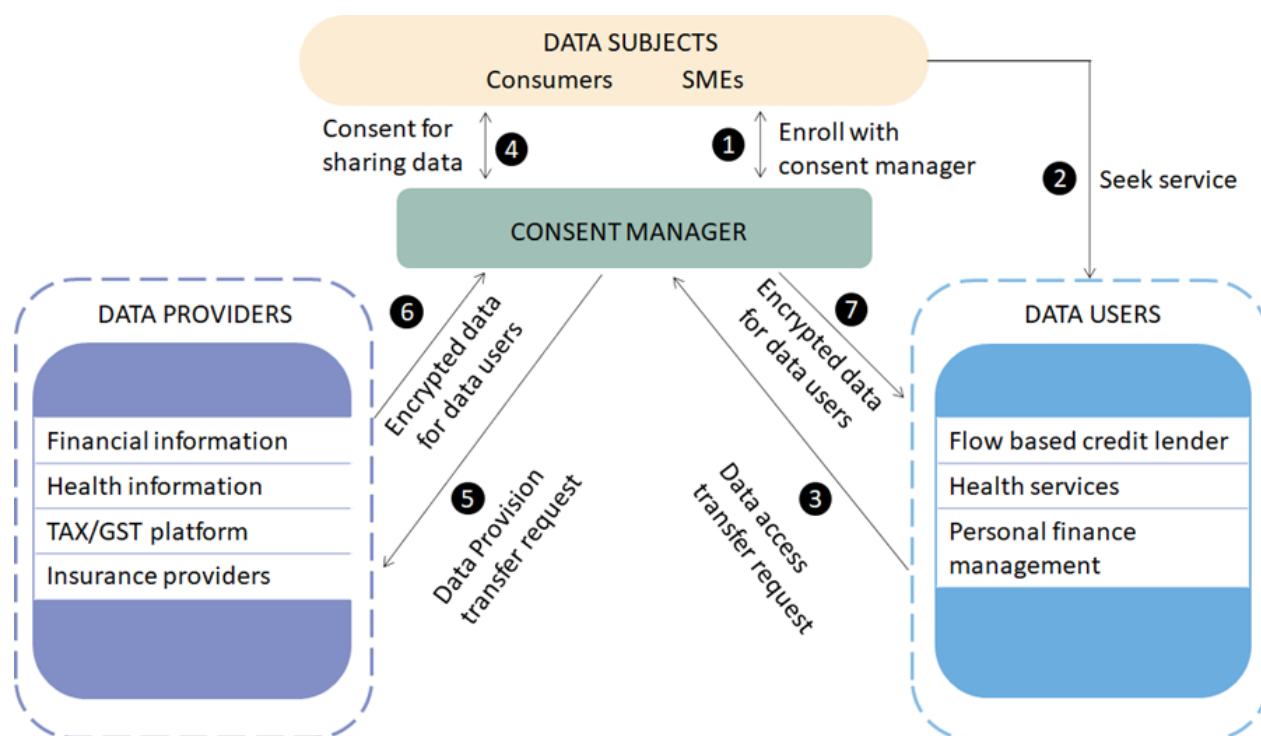 DATA SUBJECTS
Consumers SMEs
Consent for
sharing data
4
1
Enroll with
consent manager
2
Seek service
CONSENT MANAGER
DATA PROVIDERS
Financial information
Health information
TAX/GST platform
Insurance providers
6
Encrypted data
for data users
5
Data Provision
transfer request
7
Encrypted data
for data users
3
Data access
transfer request
DATA USERS
Flow based credit lender
Health services
Personal finance
management